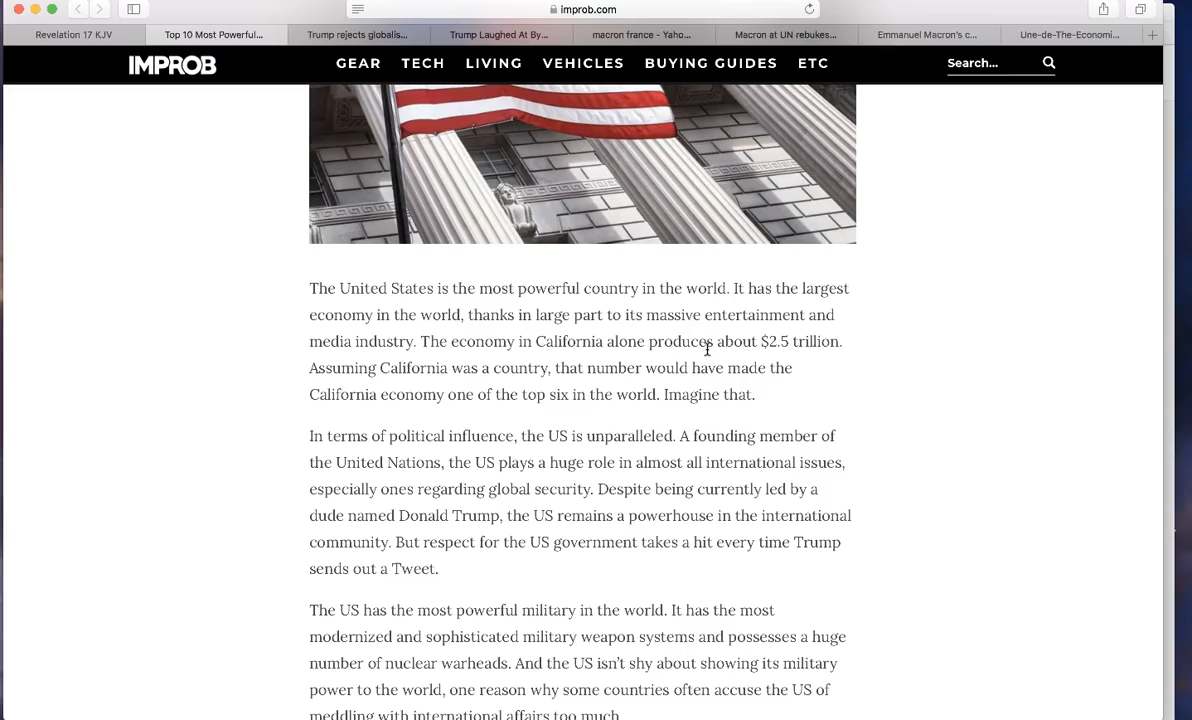 improb.com
Revelation 17 KJV
Top 10 Most Powerful...
Trump rejects globalis...
Trump Laughed At By...
macron france - Yaho...
Macron at UN rebukes...
Emmanuel Macron's c...
Une-de-The-Economi...
IMPROB
GEAR TECH LIVING VEHICLES BUYING GUIDES ETC
Search...
The United States is the most powerful country in the world. It has the largest
economy in the world, thanks in large part to its massive entertainment and
media industry. The economy in California alone produces about $2.5 trillion.
Assuming California was a country, that number would have made the
California economy one of the top six in the world. Imagine that.
In terms of political influence, the US is unparalleled. A founding member of
the United Nations, the US plays a huge role in almost all international issues,
especially ones regarding global security. Despite being currently led by a
dude named Donald Trump, the US remains a powerhouse in the international
community. But respect for the US government takes a hit every time Trump
sends out a Tweet.
The US has the most powerful military in the world. It has the most
modernized and sophisticated military weapon systems and possesses a huge
number of nuclear warheads. And the US isn’t shy about showing its military
power to the world, one reason why some countries often accuse the US of
meddling with international affairs too much